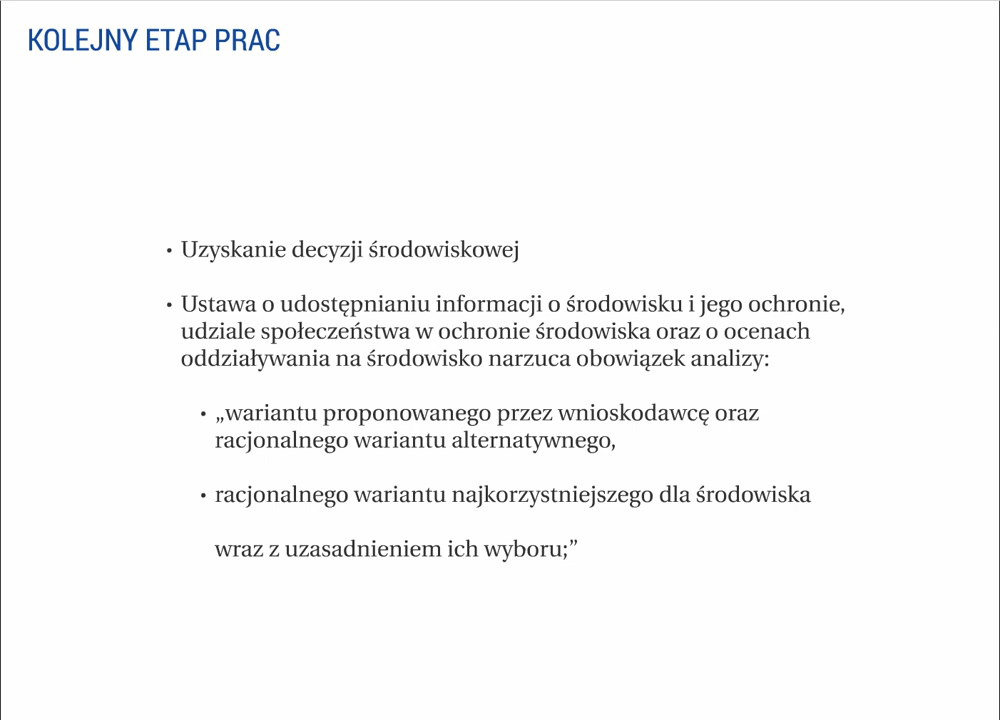 KOLEJNY ETAP PRAC
• Uzyskanie decyzji środowiskowej
• Ustawa o udostępnianiu informacji o środowisku i jego ochronie,
udziale społeczeństwa w ochronie środowiska oraz o ocenach
oddziaływania na środowisko narzuca obowiązek analizy:
• „wariantu proponowanego przez wnioskodawcę oraz
racjonalnego wariantu alternatywnego,
• racjonalnego wariantu najkorzystniejszego dla środowiska
wraz z uzasadnieniem ich wyboru;”